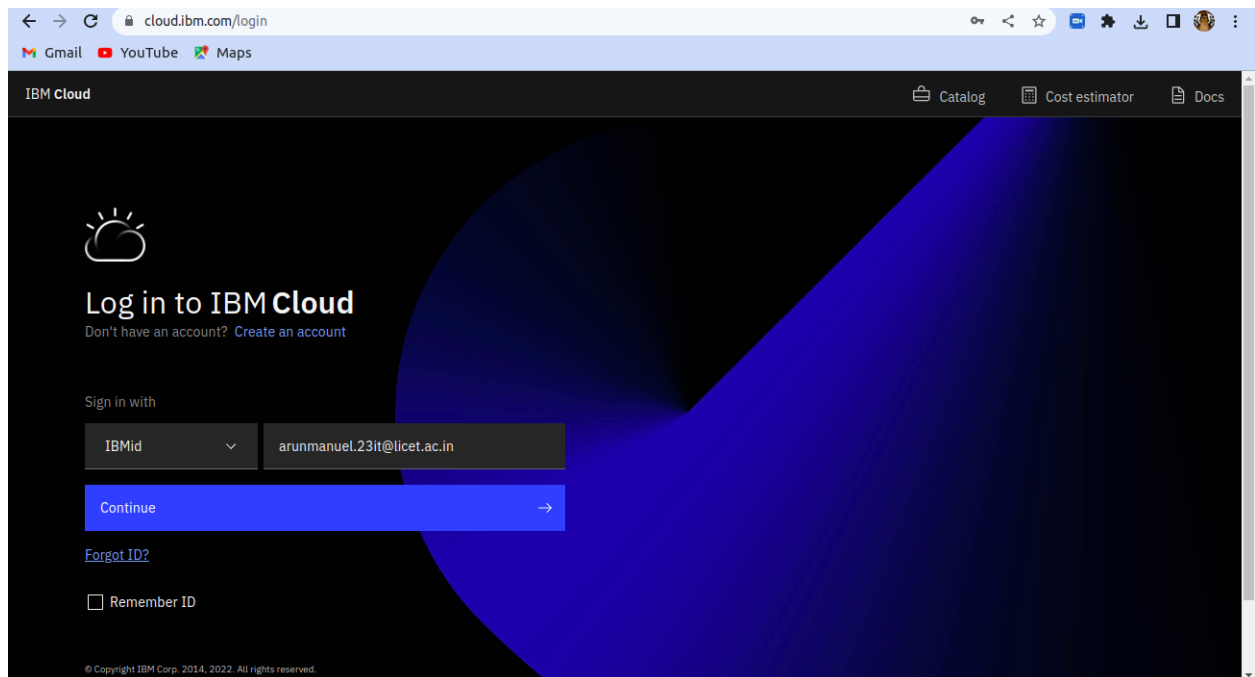 cloud.ibm.com/login
Gmail YouTube Maps
IBM Cloud Catalog Cost estimator Docs
Log in to IBM Cloud
Don't have an account? Create an account
Sign in with
IBMid arunmanuel.23it@licet.ac.in
Continue
Forgot ID?
Remember ID
© Copyright IBM Corp. 2014, 2022. All rights reserved.